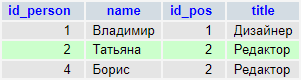 id_person name id_pos title
1 Владимир 1 Дизайнер
2 Татьяна 2 Редактор
4 Борис 2 Редактор